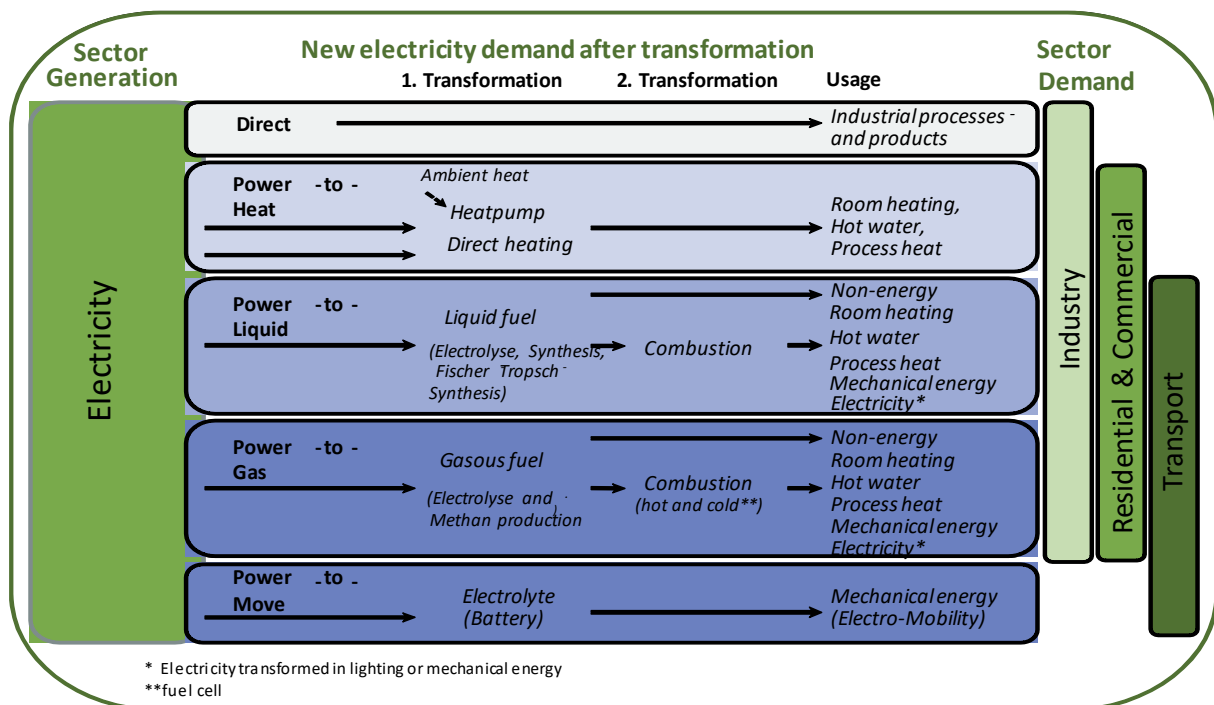 Sector
Generation
New electricity demand after transformation
Sector
Demand
1. Transformation
2. Transformation
Usage
Electricity
Direct
Industrial processes -
and products
Power -to -
Heat
Ambient heat
Heatpump
Direct heating
Room heating,
Hot water,
Process heat
Power -to -
Liquid
Liquid fuel
(Electrolyse, Synthesis,
Fischer Tropsch -
Synthesis)
Combustion
Non-energy
Room heating
Hot water
Process heat
Mechanical energy
Electricity*
Power -to -
Gas
Gasous fuel
(Electrolyse and ) -
Methan production
Combustion
(hot and cold**)
Non-energy
Room heating
Hot water
Process heat
Mechanical energy
Electricity*
Power -to -
Move
Electrolyte
(Battery)
Mechanical energy
(Electro-Mobility)
Industry
Residential & Commercial
Transport
* Electricity transformed in lighting or mechanical energy
**fuel cell